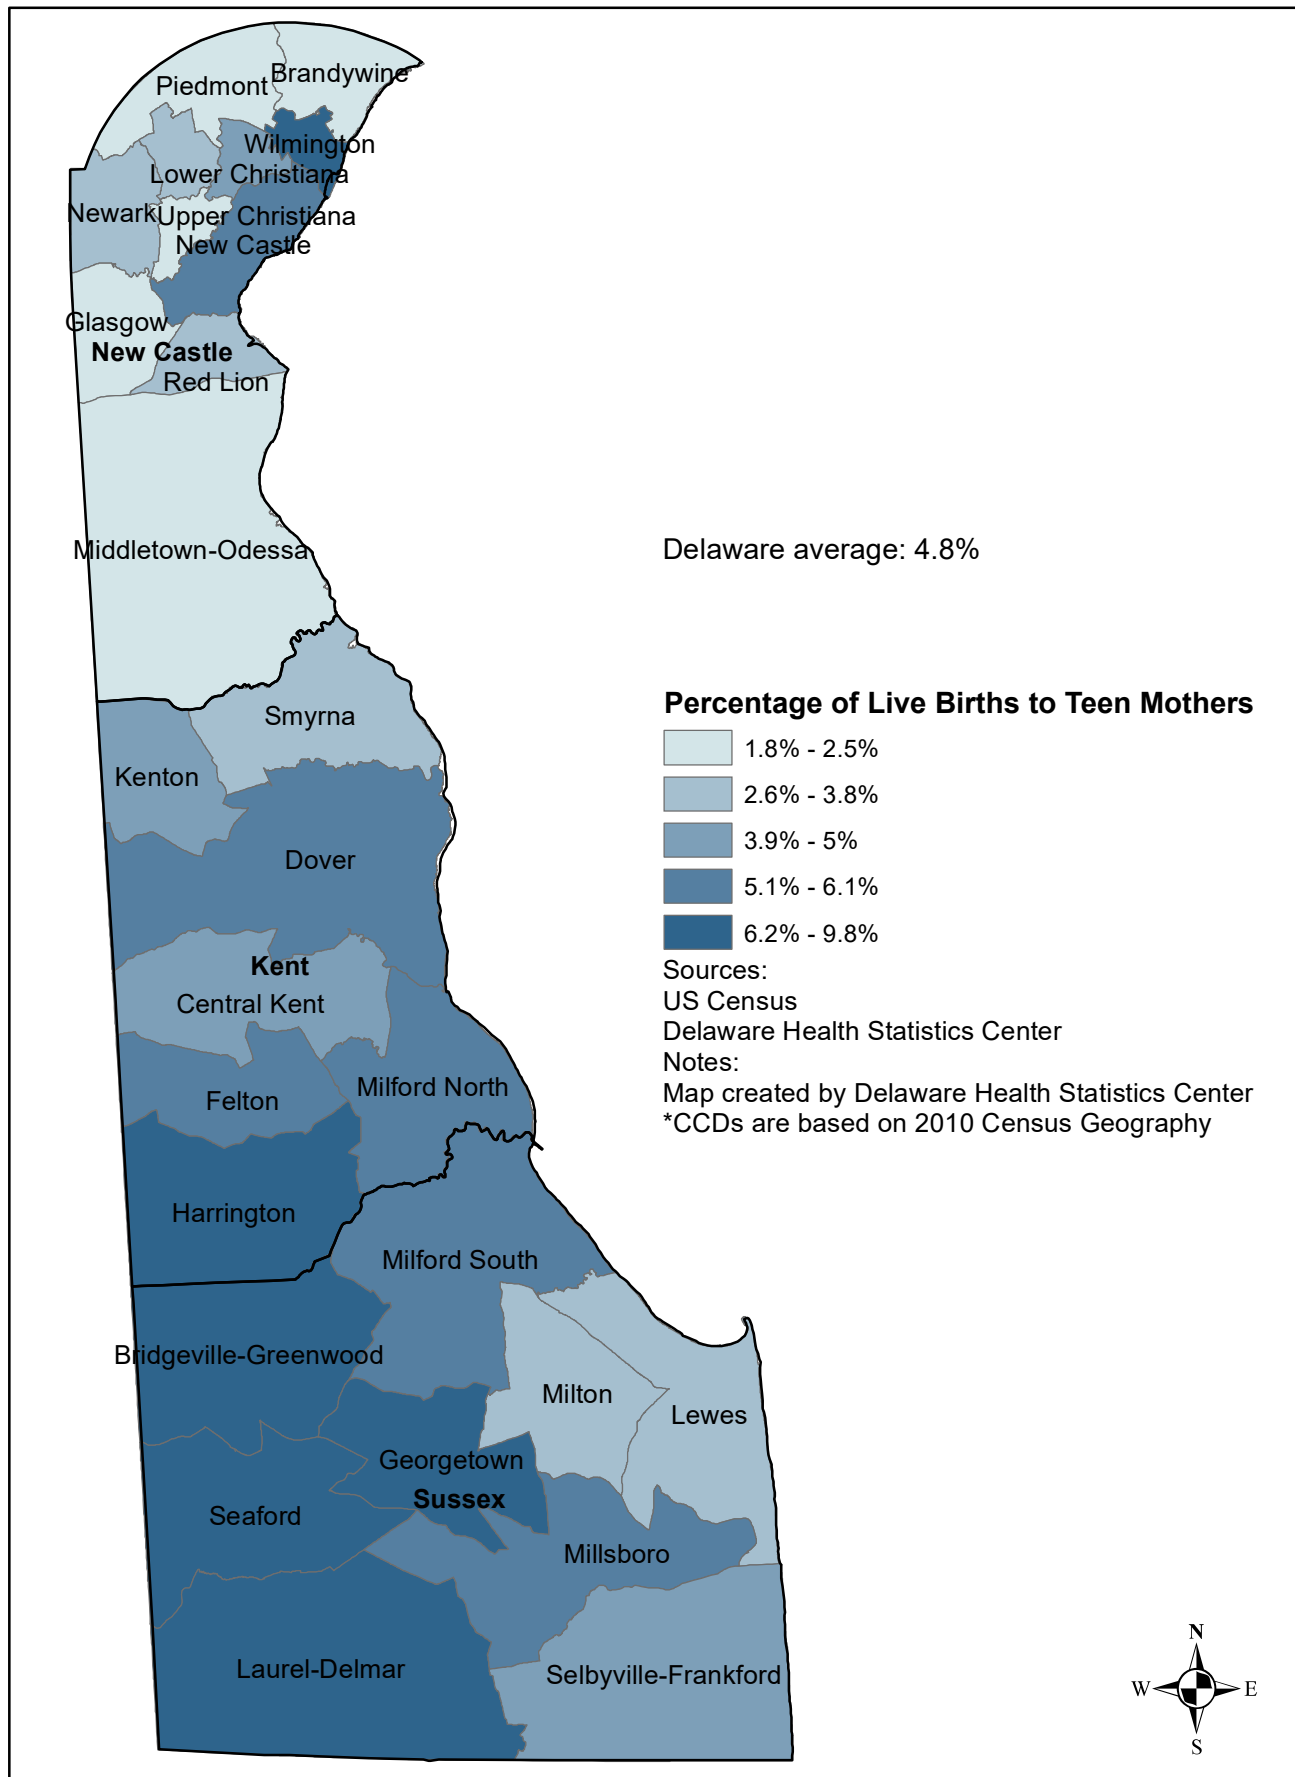 Piedmont
Brandywine
Wilmington
Lower Christiana
Newark
Upper Christiana
New Castle
Glasgow
New Castle
Red Lion
Middletown-Odessa
Delaware average: 4.8%
Percentage of Live Births to Teen Mothers
1.8% - 2.5%
2.6% - 3.8%
3.9% - 5%
5.1% - 6.1%
6.2% - 9.8%
Sources:
US Census
Delaware Health Statistics Center
Notes:
Map created by Delaware Health Statistics Center
*CCDs are based on 2010 Census Geography
Smyrna
Kenton
Dover
Kent
Central Kent
Felton
Milford North
Harrington
Milford South
Bridgeville-Greenwood
Milton
Lewes
Georgetown
Sussex
Seaford
Millsboro
Laurel-Delmar
Selbyville-Frankford
N
W
E
S